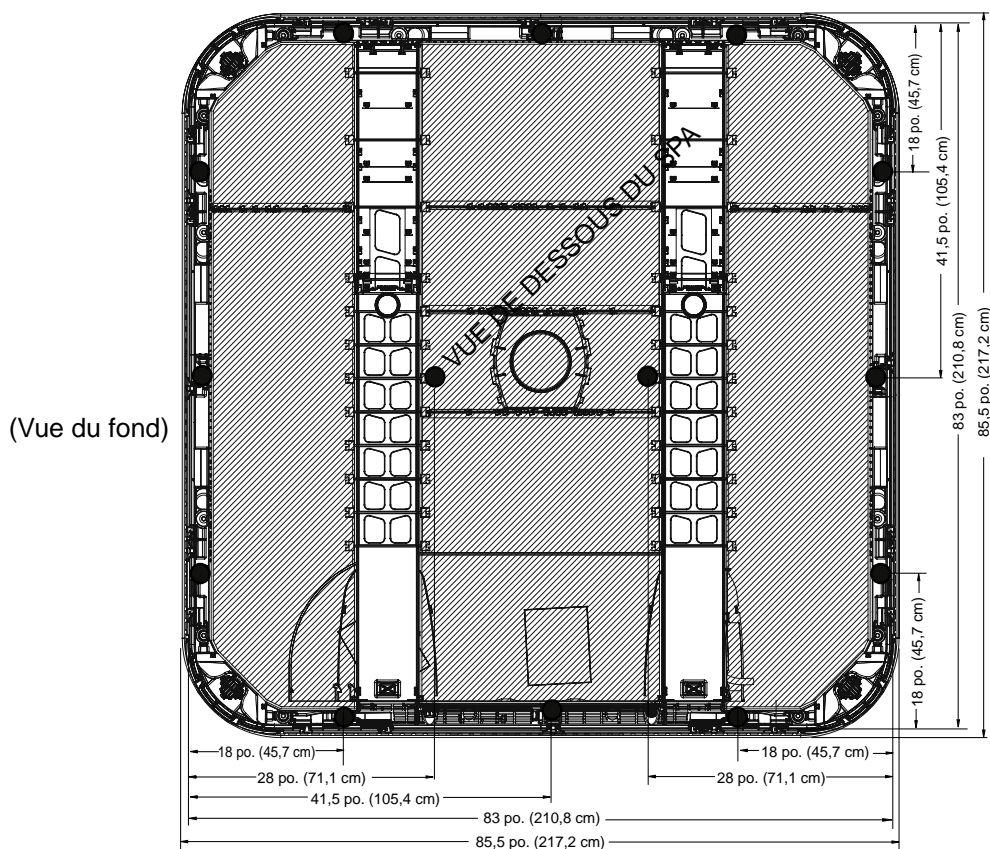 18 po. (45,7 cm)
41,5 po. (105,4 cm)
83 po. (210,8 cm)
85,5 po. (217,2 cm)
VUE DE DESSOUS DU SPA
(Vue du fond)
18 po. (45,7 cm)
18 po. (45,7 cm)
18 po. (45,7 cm)
28 po. (71,1 cm)
28 po. (71,1 cm)
41,5 po. (105,4 cm)
83 po. (210,8 cm)
85,5 po. (217,2 cm)